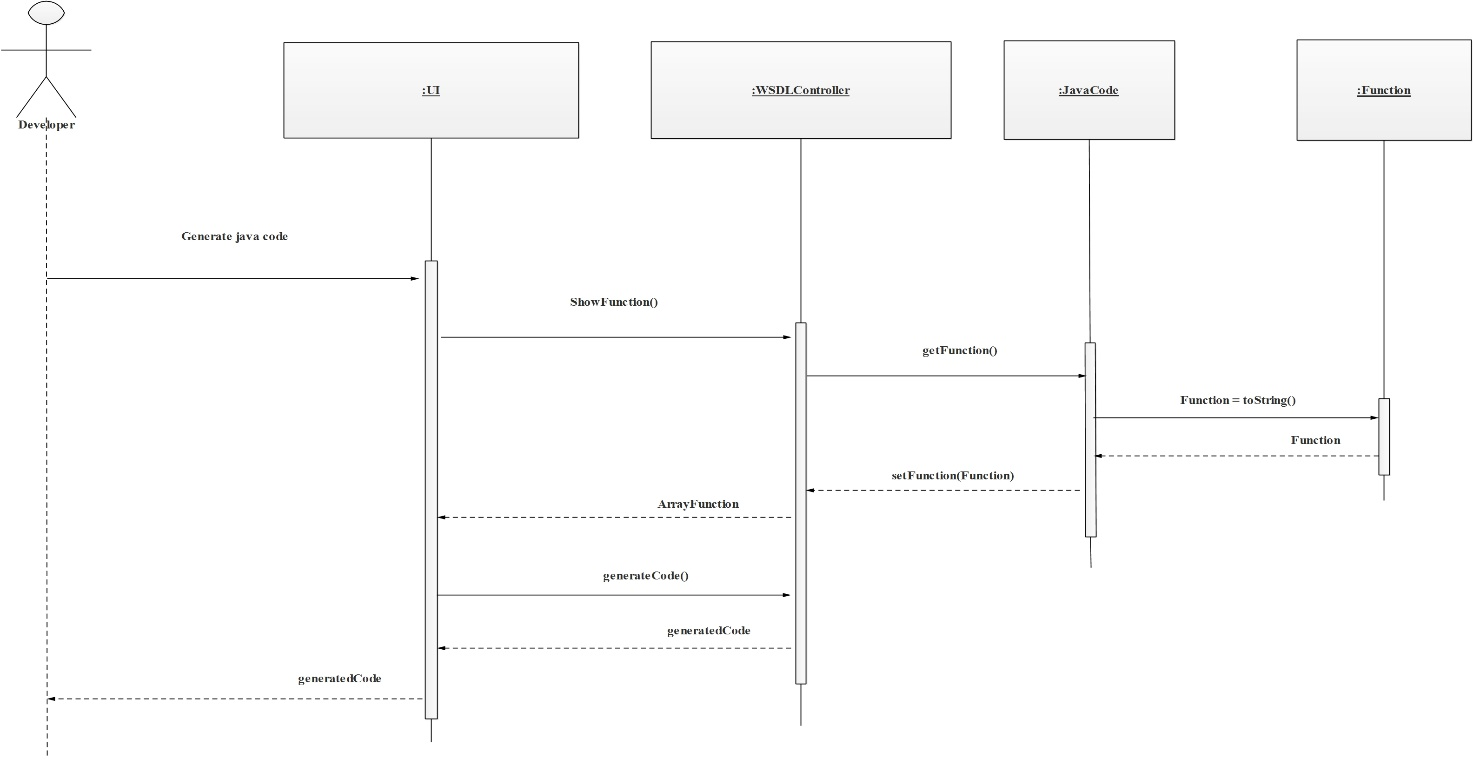 Developer
:UI
:WSDLController
:JavaCode
:Function
Generate java code
ShowFunction()
getFunction()
Function = toString()
Function
setFunction(Function)
ArrayFunction
generateCode()
generatedCode
generatedCode